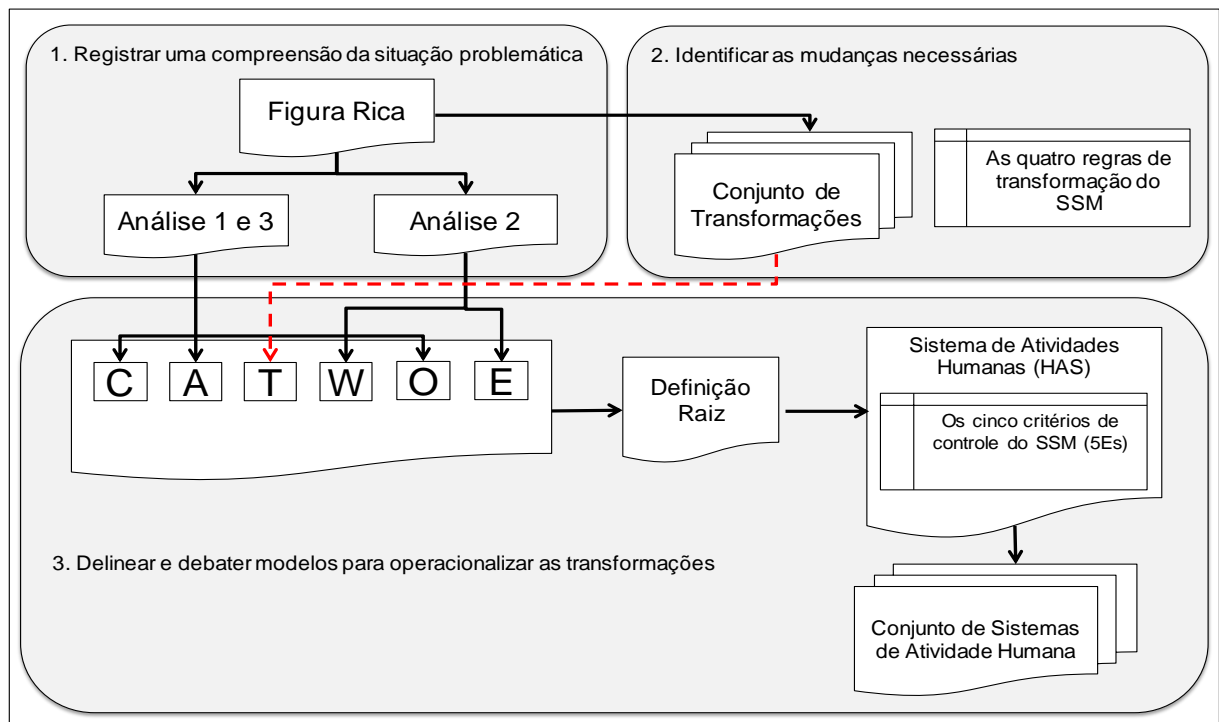 1. Registrar uma compreensão da situação problemática
Figura Rica
Análise 1 e 3
Análise 2
2. Identificar as mudanças necessárias
Conjunto de
Transformações
As quatro regras de
transformação do
SSM
C A T W O E
Definição
Raiz
Sistema de Atividades
Humanas (HAS)
Os cinco critérios de
controle do SSM (5Es)
3. Delinear e debater modelos para operacionalizar as transformações
Conjunto de Sistemas
de Atividade Humana